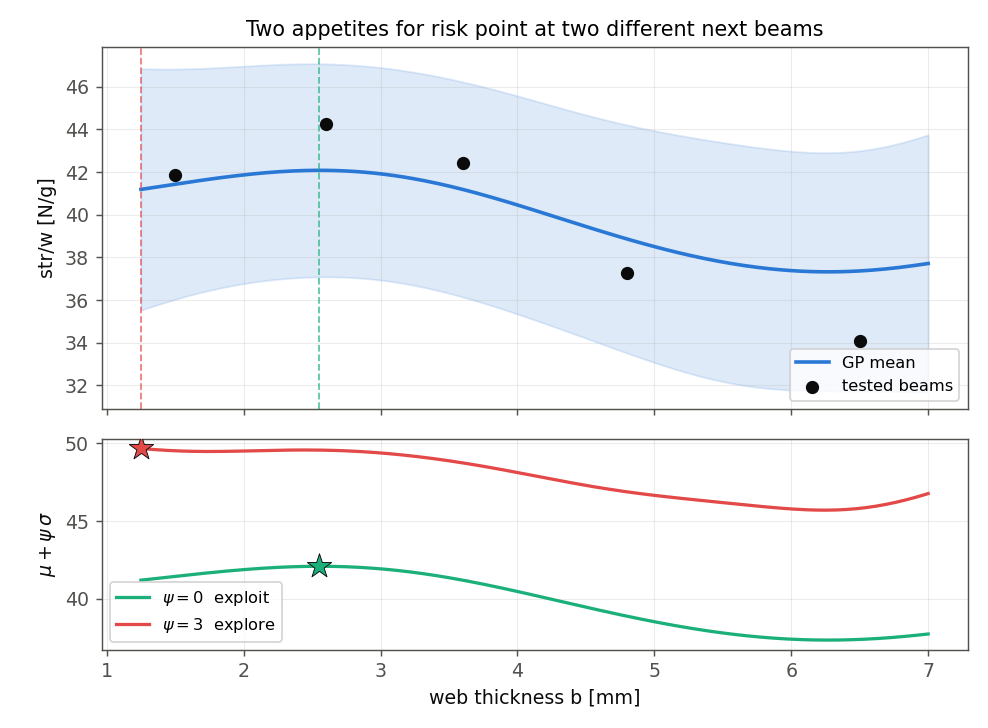 Two appetites for risk point at two different next beams
str/w [N/g]
46
44
42
40
38
36
34
32
GP mean
tested beams
μ + ψ σ
50
45
40
ψ = 0 exploit
ψ = 3 explore
1 2 3 4 5 6 7
web thickness b [mm]